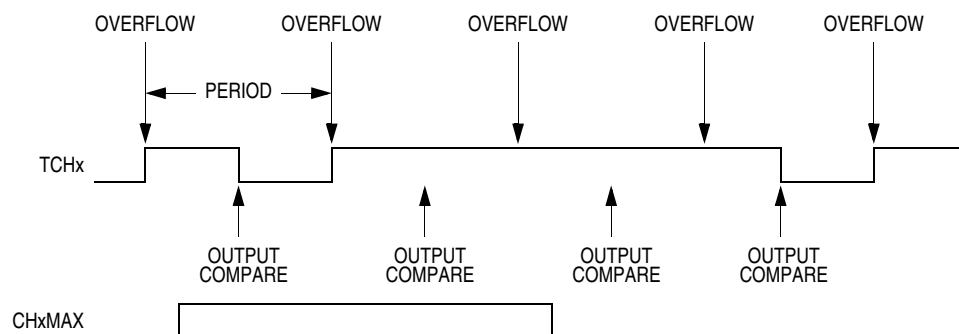 OVERFLOW OVERFLOW OVERFLOW OVERFLOW OVERFLOW
PERIOD
TCHx
OUTPUT COMPARE
OUTPUT COMPARE
OUTPUT COMPARE
OUTPUT COMPARE
CHxMAX